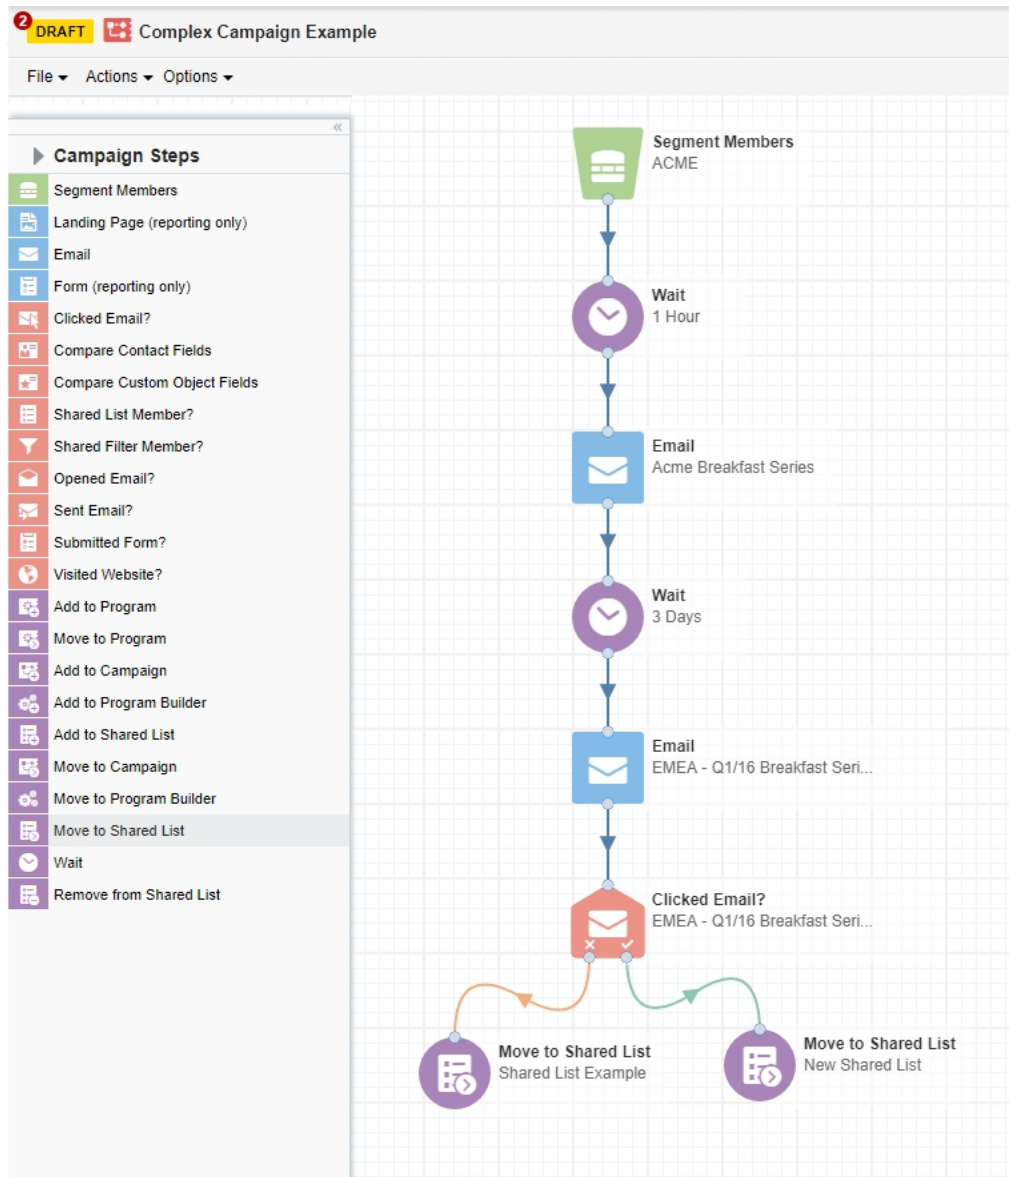 2
DRAFT Complex Campaign Example
File Actions Options
«
Campaign Steps
Segment Members
Landing Page (reporting only)
Email
Form (reporting only)
Clicked Email?
Compare Contact Fields
Compare Custom Object Fields
Shared List Member?
Shared Filter Member?
Opened Email?
Sent Email?
Submitted Form?
Visited Website?
Add to Program
Move to Program
Add to Campaign
Add to Program Builder
Add to Shared List
Move to Campaign
Move to Program Builder
Move to Shared List
Wait
Remove from Shared List
Segment Members
ACME
Wait
1 Hour
Email
Acme Breakfast Series
Wait
3 Days
Email
EMEA - Q1/16 Breakfast Seri...
Clicked Email?
EMEA - Q1/16 Breakfast Seri...
Move to Shared List
Shared List Example
Move to Shared List
New Shared List